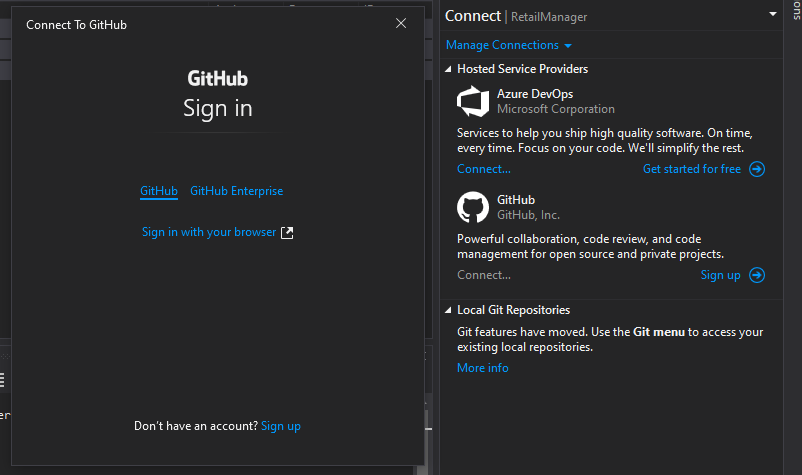 Connect To GitHub
GitHub
Sign in
GitHub GitHub Enterprise
Sign in with your browser
Don't have an account? Sign up
Connect | RetailManager
Manage Connections
Hosted Service Providers
Azure DevOps
Microsoft Corporation
Services to help you ship high quality software. On time,
every time. Focus on your code. We'll simplify the rest.
Connect...
Get started for free
GitHub
GitHub, Inc.
Powerful collaboration, code review, and code
management for open source and private projects.
Connect...
Sign up
Local Git Repositories
Git features have moved. Use the Git menu to access your
existing local repositories.
More info